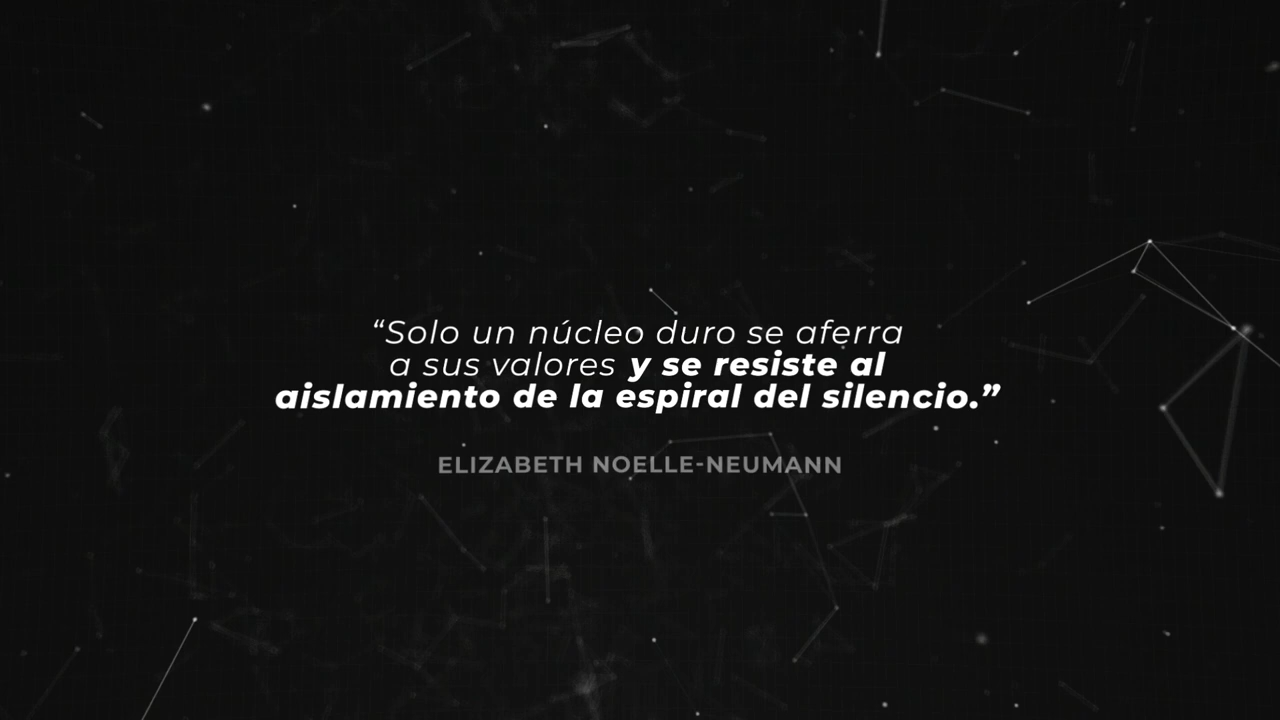 “Solo un núcleo duro se aferra
a sus valores y se resiste al
aislamiento de la espiral del silencio.”
ELIZABETH NOELLE-NEUMANN